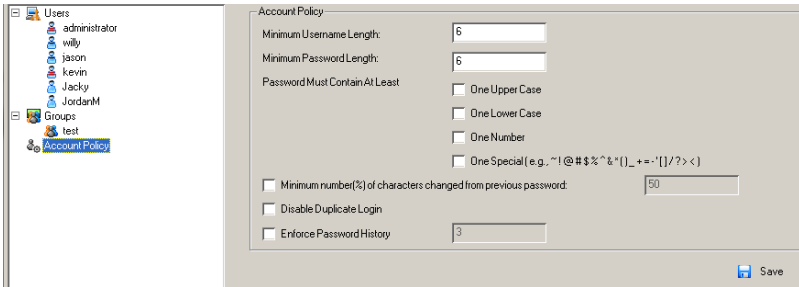 Users
administrator
willy
jason
kevin
Jacky
JordanM
Groups
test
Account Policy
Account Policy
Minimum Username Length: 6
Minimum Password Length: 6
Password Must Contain At Least
One Upper Case
One Lower Case
One Number
One Special( e.g., ~ ! @ # $ % ^ & * ( ) _ + = - ' [ ] / ? > < )
Minimum number(%) of characters changed from previous password: 50
Disable Duplicate Login
Enforce Password History 3
Save